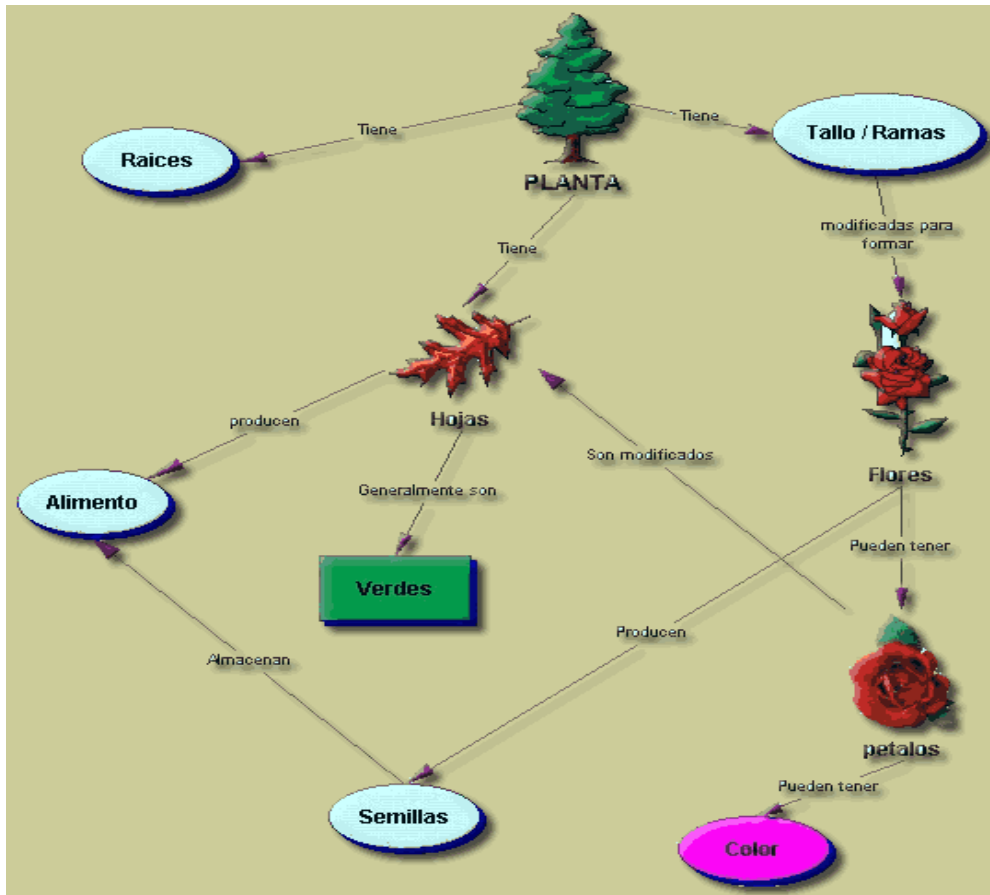 Tiene
Tiene
Raices
Tallo / Ramas
PLANTA
modificadas para
formar
Tiene
Hojas
producen
Son modificados
Flores
Generalmente son
Alimento
Pueden tener
Verdes
Producen
Almacenan
petalos
Pueden tener
Semillas
Color